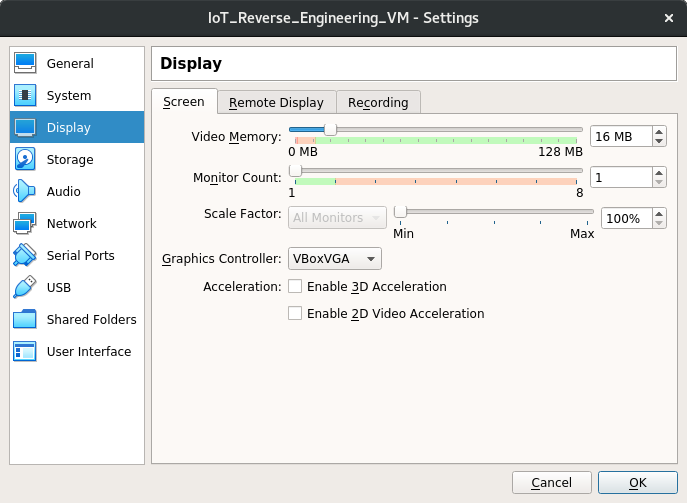 IoT_Reverse_Engineering_VM - Settings
General
System
Display
Storage
Audio
Network
Serial Ports
USB
Shared Folders
User Interface
Display
Screen Remote Display Recording
Video Memory: 16 MB
0 MB 128 MB
Monitor Count: 1
1 8
Scale Factor: All Monitors 100%
Min Max
Graphics Controller: VBoxVGA
Acceleration: Enable 3D Acceleration
Enable 2D Video Acceleration
Cancel OK